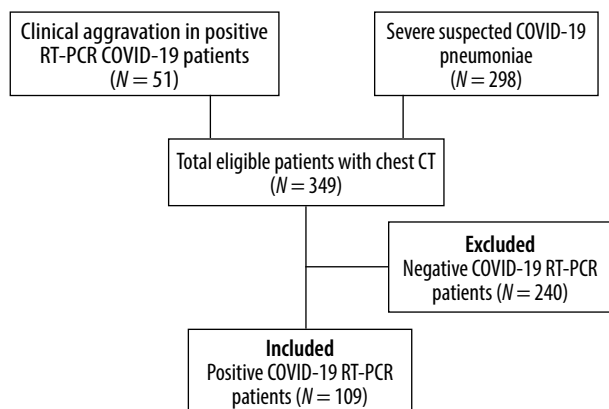 Clinical aggravation in positive
RT-PCR COVID-19 patients
(N = 51)
Severe suspected COVID-19
pneumoniae
(N = 298)
Total eligible patients with chest CT
(N = 349)
Excluded
Negative COVID-19 RT-PCR
patients (N = 240)
Included
Positive COVID-19 RT-PCR
patients (N = 109)